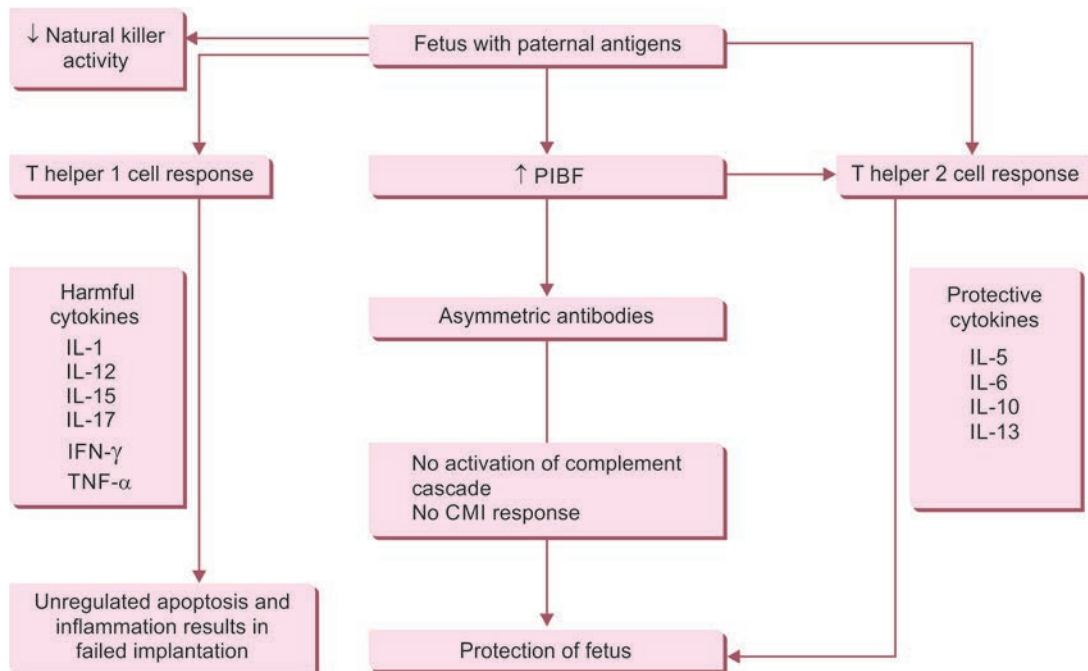 ↓ Natural killer
activity
Fetus with paternal antigens
T helper 1 cell response
↑ PIBF
T helper 2 cell response
Harmful
cytokines
IL-1
IL-12
IL-15
IL-17
IFN-γ
TNF-α
Asymmetric antibodies
Protective
cytokines
IL-5
IL-6
IL-10
IL-13
No activation of complement
cascade
No CMI response
Unregulated apoptosis and
inflammation results in
failed implantation
Protection of fetus